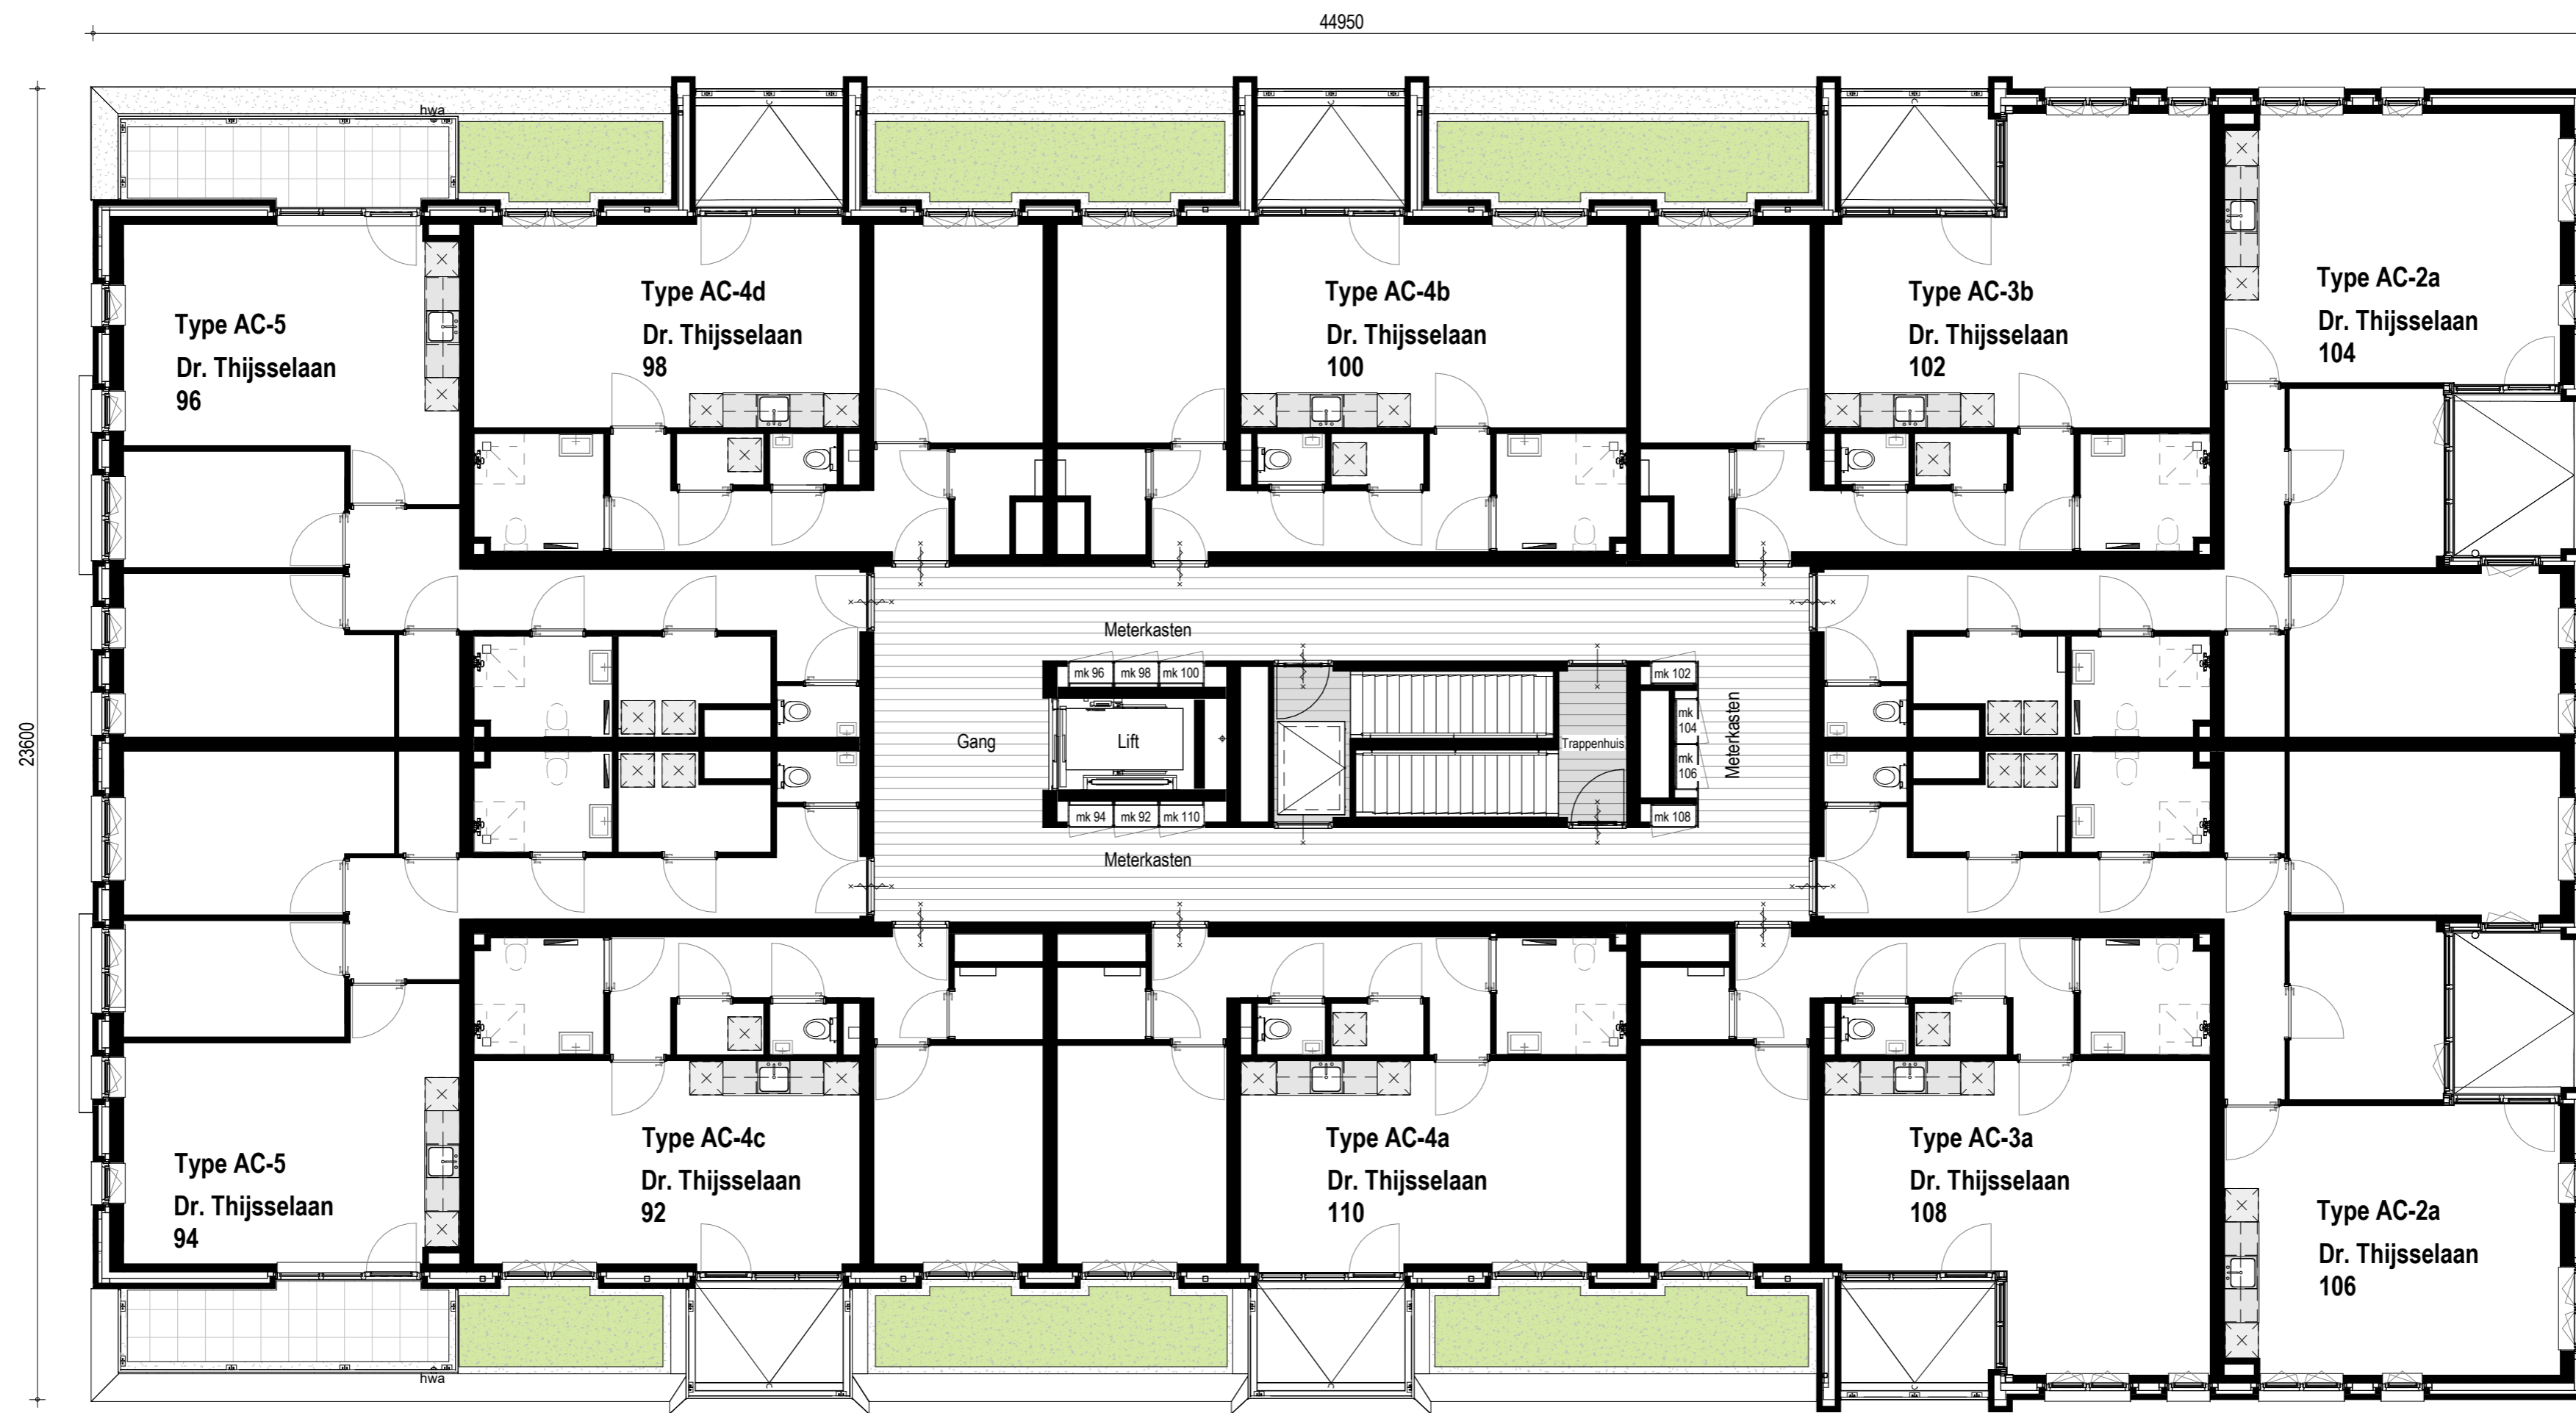 44950
hwa
Type AC-5
Dr. Thijsselaan
96
Type AC-4d
Dr. Thijsselaan
98
Type AC-4b
Dr. Thijsselaan
100
Type AC-3b
Dr. Thijsselaan
102
Type AC-2a
Dr. Thijsselaan
104
Meterkasten
mk 96
mk 98
mk 100
mk 102
23600
Gang
Lift
Trappenhuis
mk
104
mk
106
Meterkasten
mk 94
mk 92
mk 110
mk 108
Meterkasten
Type AC-5
Dr. Thijsselaan
94
Type AC-4c
Dr. Thijsselaan
92
Type AC-4a
Dr. Thijsselaan
110
Type AC-3a
Dr. Thijsselaan
108
Type AC-2a
Dr. Thijsselaan
106
hwa